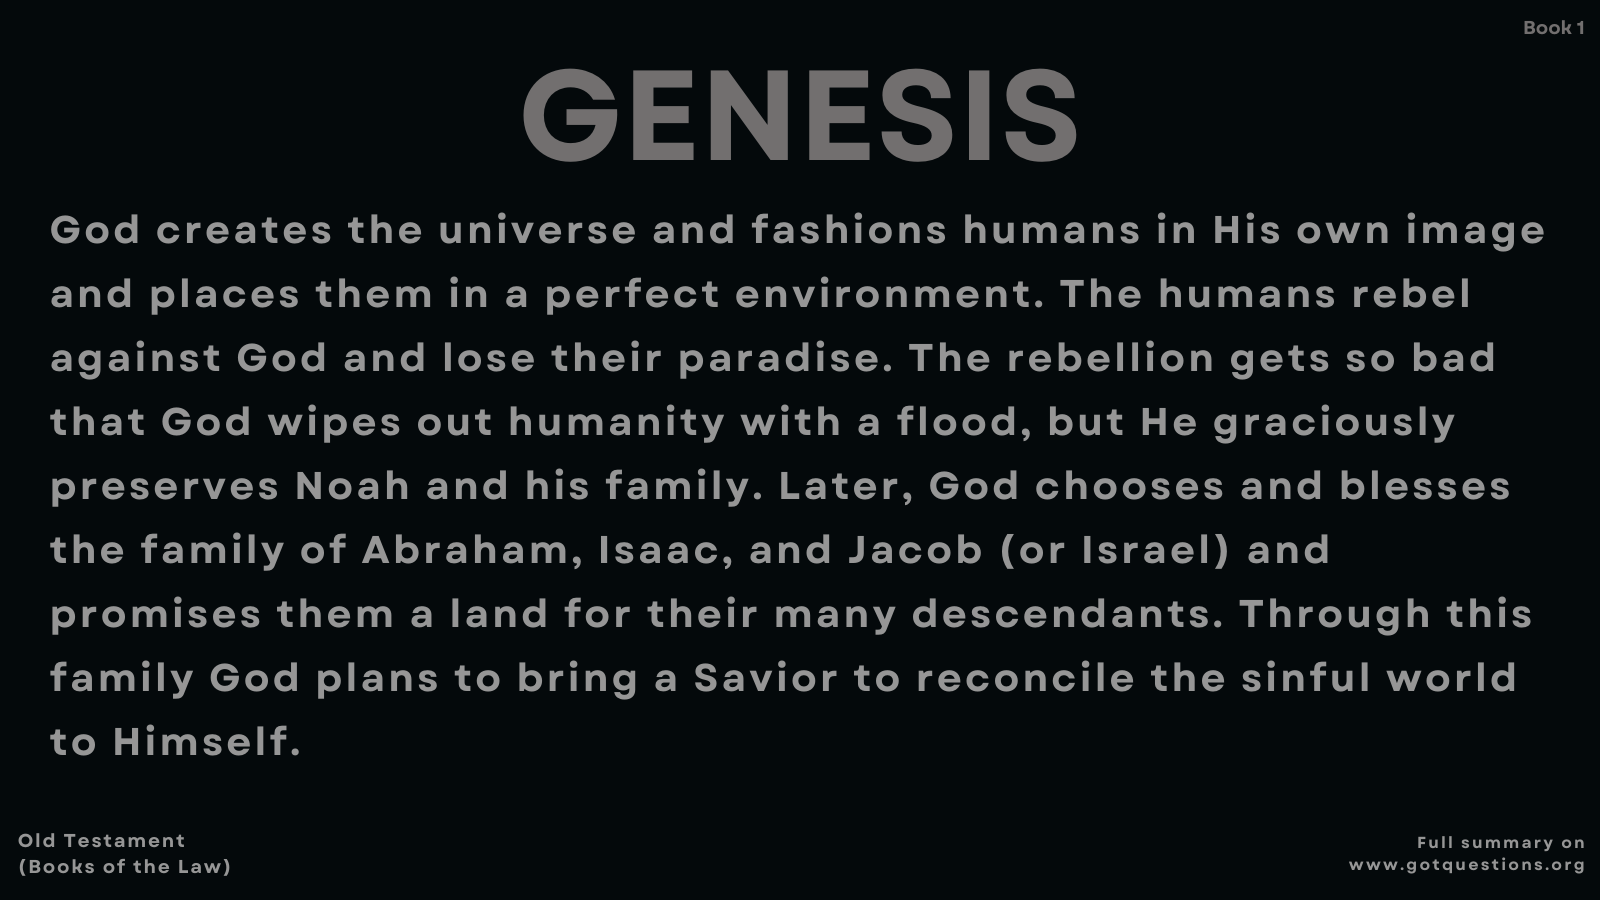 Book 1
GENESIS
God creates the universe and fashions humans in His own image
and places them in a perfect environment. The humans rebel
against God and lose their paradise. The rebellion gets so bad
that God wipes out humanity with a flood, but He graciously
preserves Noah and his family. Later, God chooses and blesses
the family of Abraham, Isaac, and Jacob (or Israel) and
promises them a land for their many descendants. Through this
family God plans to bring a Savior to reconcile the sinful world
to Himself.
Old Testament
(Books of the Law)
Full summary on
www.gotquestions.org